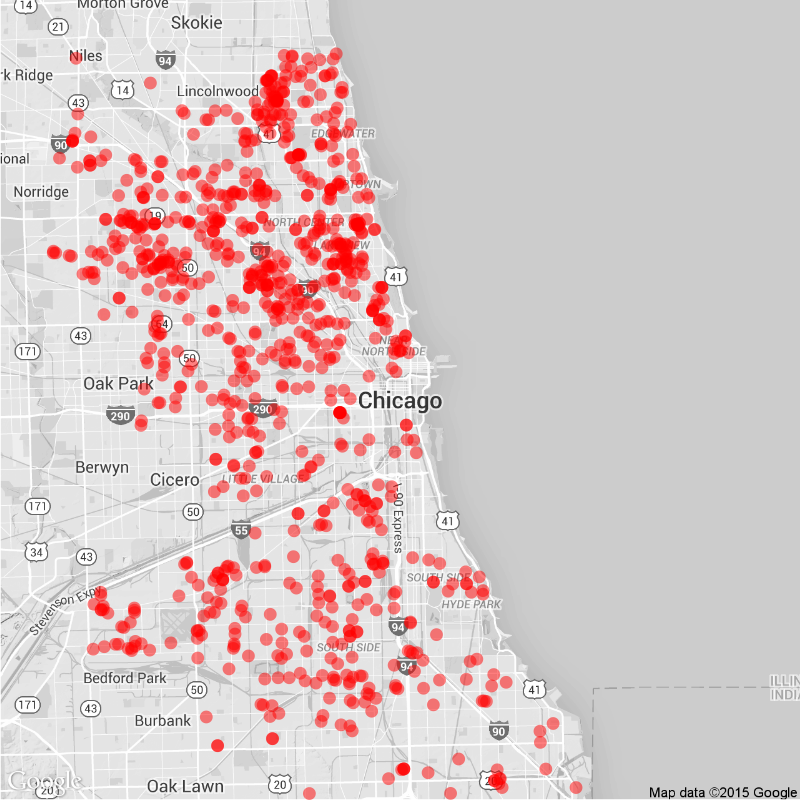 14
Morton Grove
21
Skokie
Niles
94
rk Ridge
14
Lincolnwood
43
41
EDGEWATER
90
ional
Norridge
PTOWN
19
NORTH CENTER
94
LAKEVIEW
50
41
90
64
43
NEAR
NORTH SIDE
171
50
Oak Park
290
290
Chicago
Berwyn
Cicero
LITTLE VILLAGE
171
50
I-90 Express
41
55
34
43
SOUTH SIDE
Stevenson Expy
HYDE PARK
94
SOUTH SIDE
94
Bedford Park
ILLIN
INDIA
50
41
171
43
Burbank
90
Google
Oak Lawn
20
20
20
Map data ©2015 Google